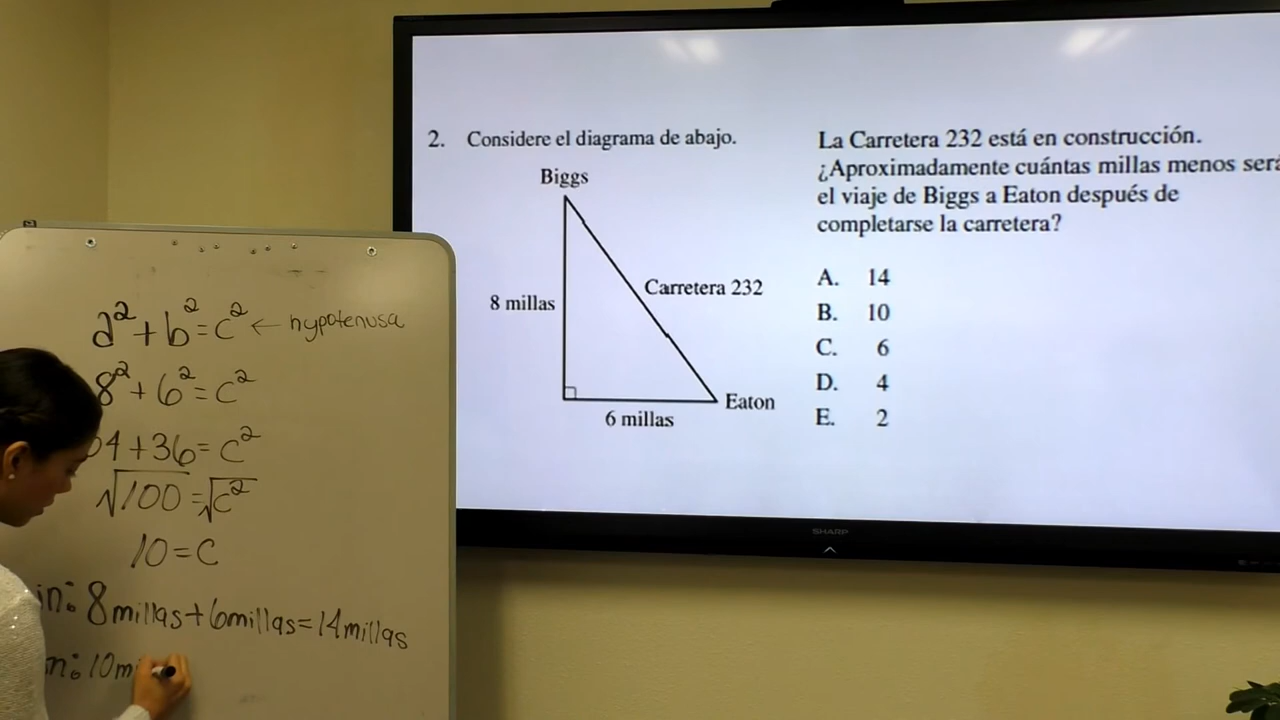 2. Considere el diagrama de abajo.
Biggs
8 millas
Carretera 232
6 millas
Eaton
La Carretera 232 está en construcción.
¿Aproximadamente cuántas millas menos será
el viaje de Biggs a Eaton después de
completarse la carretera?
A. 14
B. 10
C. 6
D. 4
E. 2
SHARP
a² + b² = c² ← hypotenusa
8² + 6² = c²
4 + 36 = c²
√100 = √c²
10 = c
in: 8 millas + 6 millas = 14 millas
n: 10 m